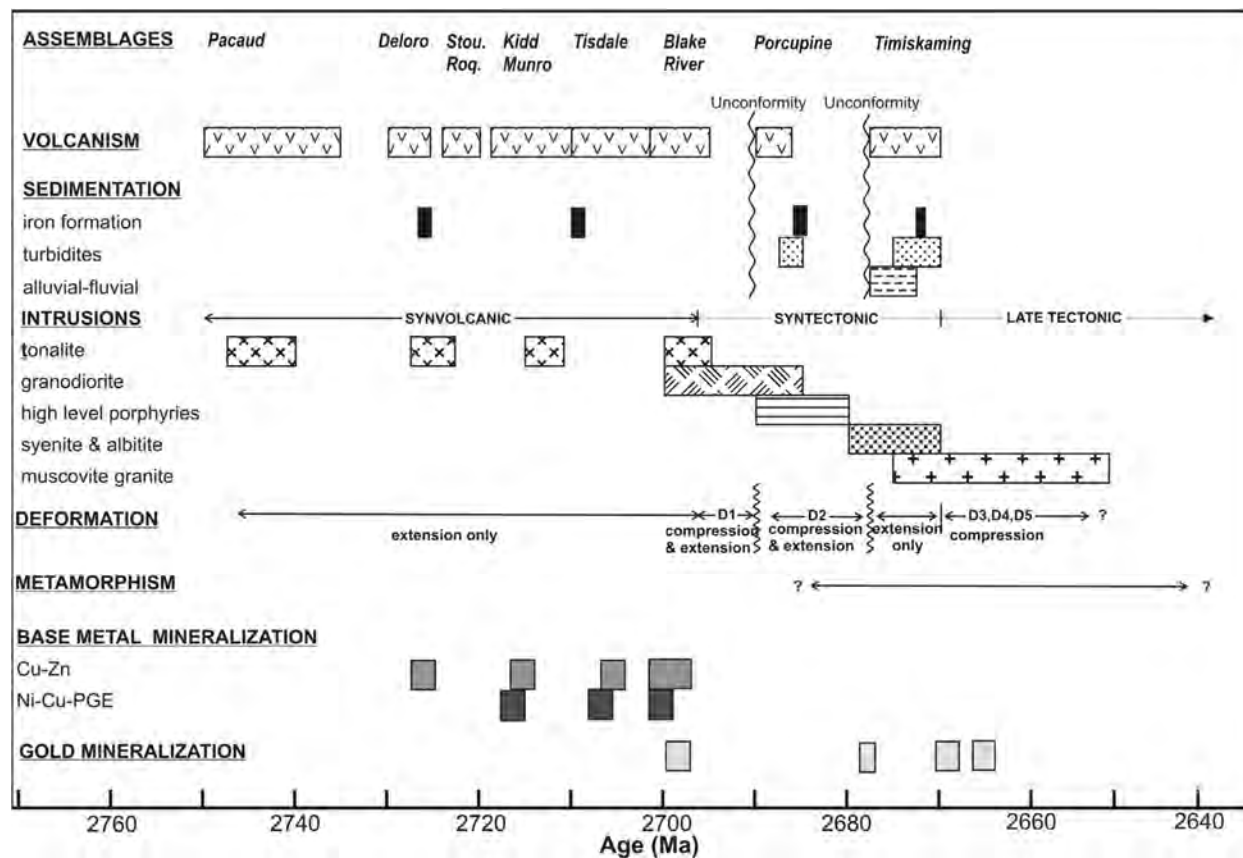 ASSEMBLAGES Pacaud Deloro Stou. Kidd Tisdale Blake Porcupine Timiskaming
Roq. Munro River
Unconformity Unconformity
VOLCANISM
SEDIMENTATION
iron formation
turbidites
alluvial-fluvial
INTRUSIONS SYNVOLCANIC SYNTECTONIC LATE TECTONIC
tonalite
granodiorite
high level porphyries
syenite & albitite
muscovite granite
DEFORMATION D1 D2 D3,D4,D5 ?
extension only compression compression extension compression
& extension & extension only
METAMORPHISM ? ?
BASE METAL MINERALIZATION
Cu-Zn
Ni-Cu-PGE
GOLD MINERALIZATION
2760 2740 2720 2700 2680 2660 2640
Age (Ma)